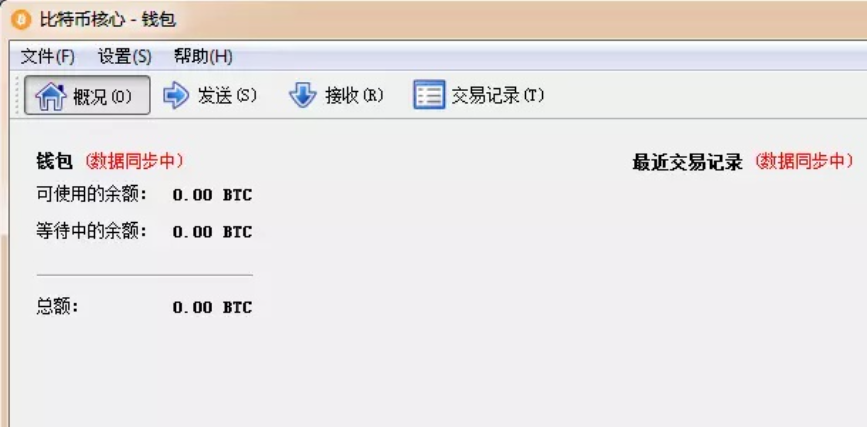 比特币核心 - 钱包
文件(F) 设置(S) 帮助(H)
概况(O) 发送(S) 接收(R) 交易记录(T)
钱包 (数据同步中) 最近交易记录 (数据同步中)
可使用的余额: 0.00 BTC
等待中的余额: 0.00 BTC
总额: 0.00 BTC